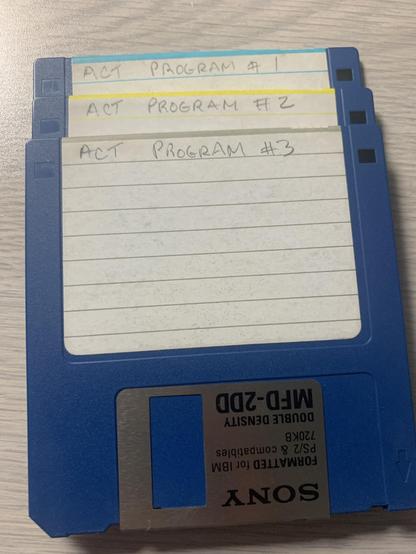 ACT PROGRAM #1
ACT PROGRAM #2
ACT PROGRAM #3
MFD-2DD
DOUBLE DENSITY
720KB
PS/2 & compatibles
FORMATTED for IBM
SONY